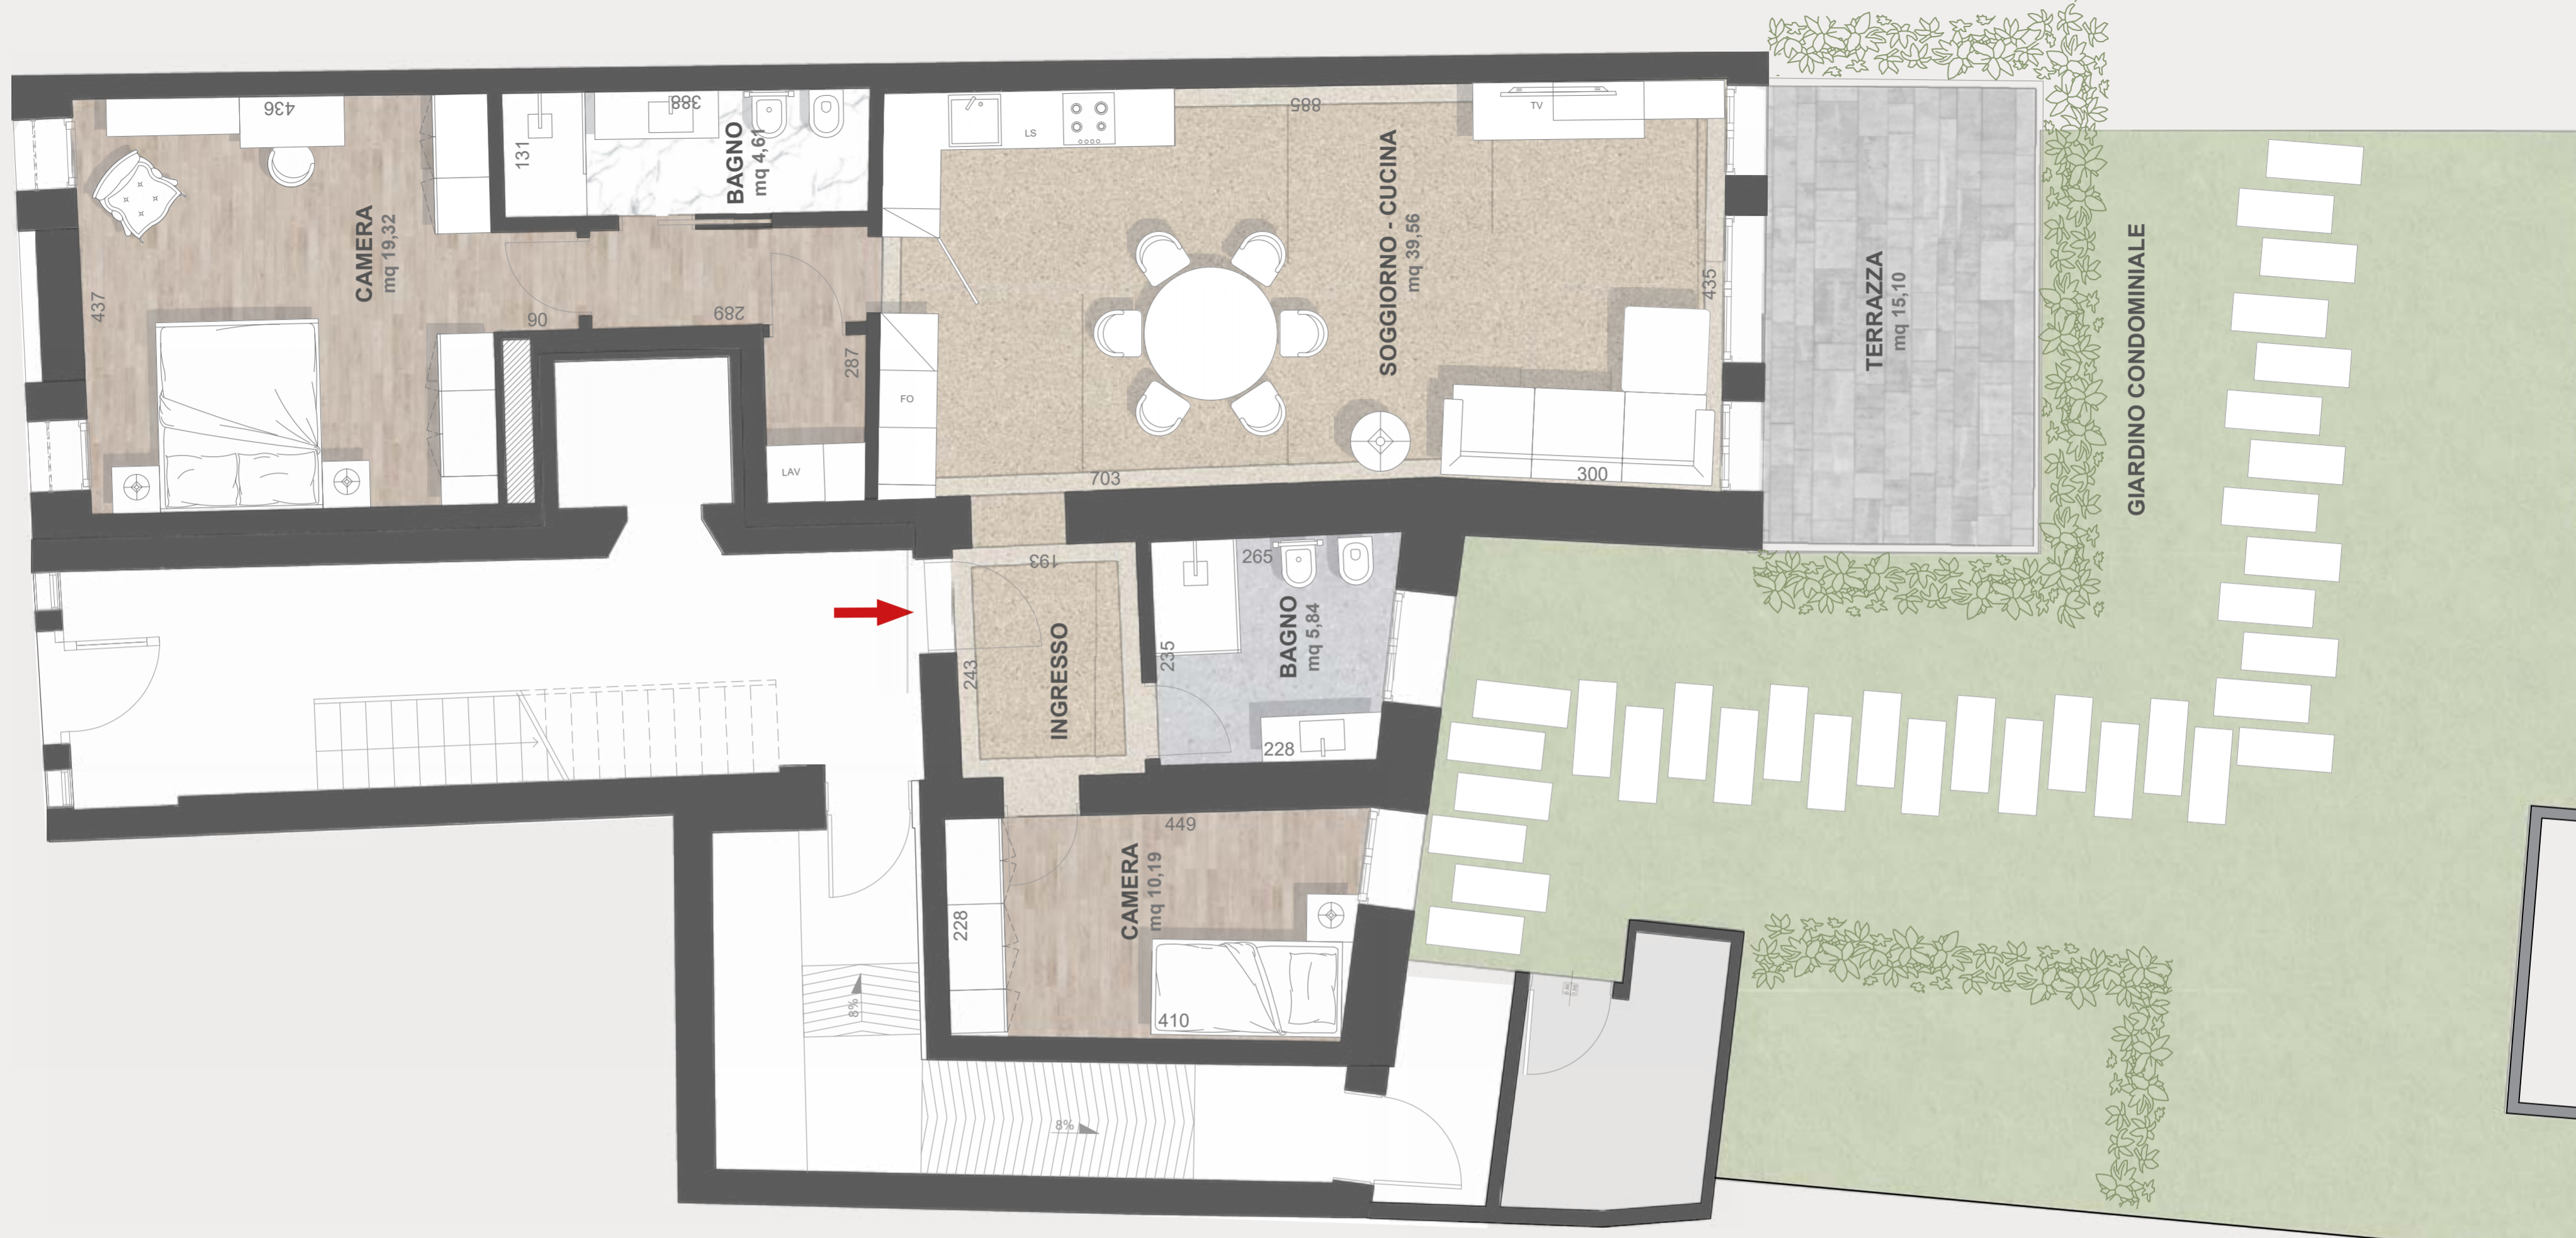 436
388
885
TV
LS
131
BAGNO
mq 4,61
CAMERA
mq 19,32
SOGGIORNO - CUCINA
mq 39,56
437
90
289
287
435
TERRAZZA
mq 15,10
GIARDINO CONDOMINIALE
FO
LAV
703
300
193
265
INGRESSO
243
235
BAGNO
mq 5,84
228
449
CAMERA
mq 10,19
228
410
8%
8%